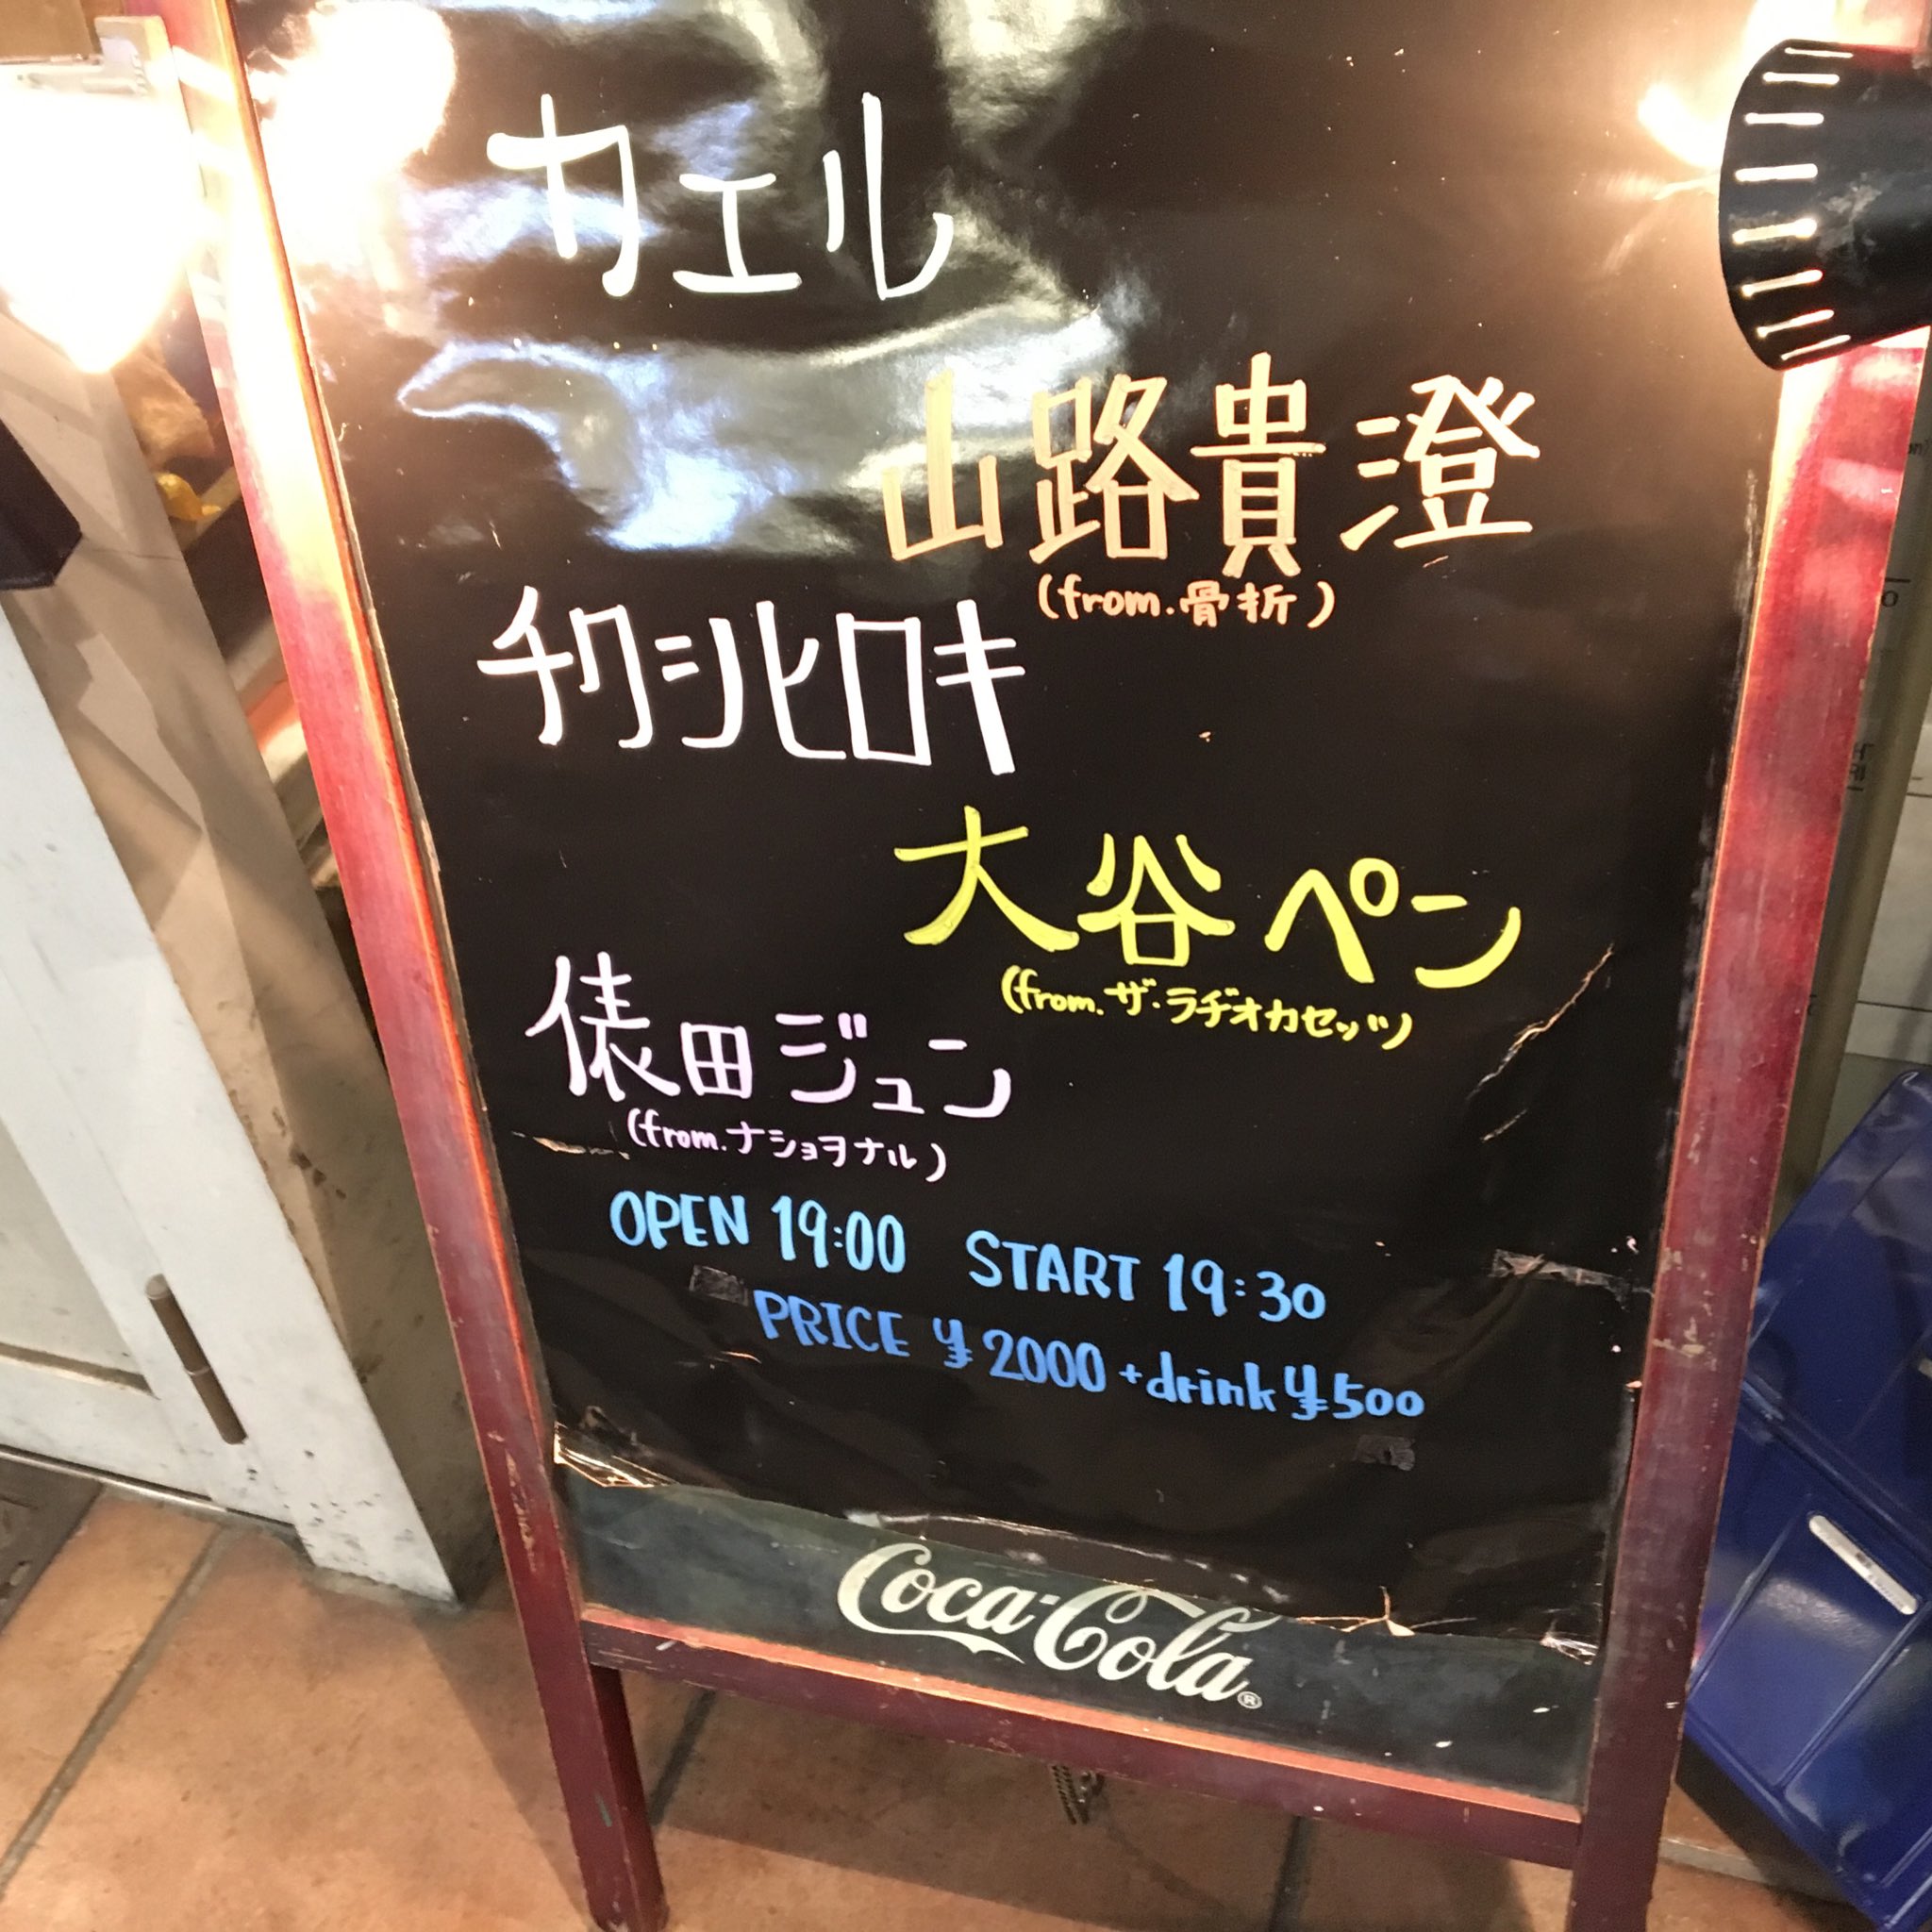 カエル
山路貴澄
(from.骨折)
チワシヒロキ
大谷ペン
(from.ザ・ラヂオカセッツ)
俵田ジュン
(from.ナショヲナル)
OPEN 19:00 START 19:30
PRICE ¥2000+drink¥500
Coca-Cola®